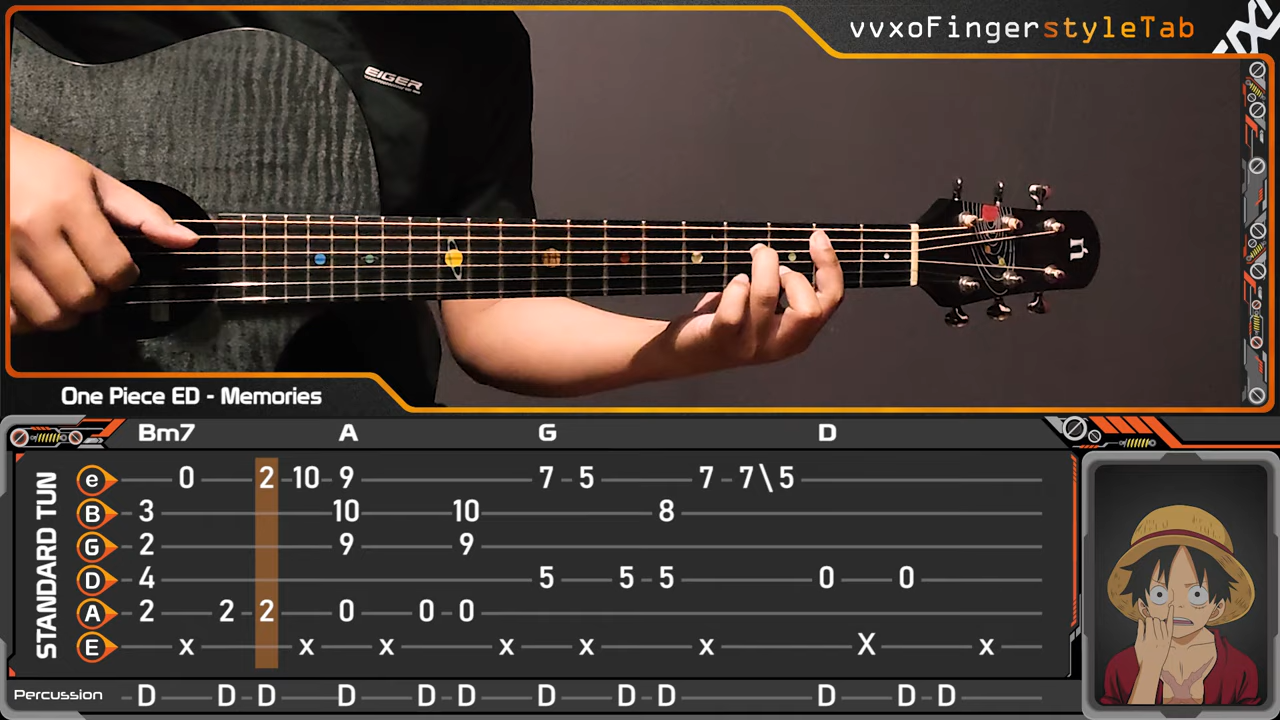 vvxoFingerstyleTab
EIGER
One Piece ED - Memories
Bm7 A G D
STANDARD TUN
e 0 2 10 9 7 5 7 7\5
B 3 10 10 8
G 2 9 9
D 4 5 5 5 0 0
A 2 2 2 0 0 0
E x x x x x x X x
Percussion D D D D D D D D D D D D